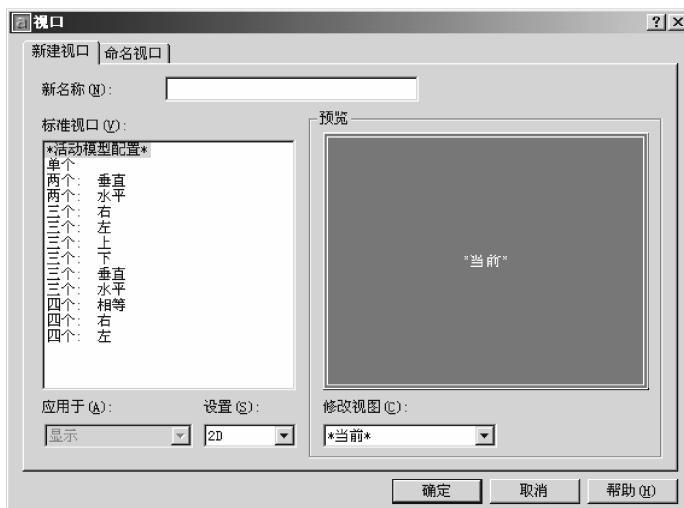 视口
新建视口 命名视口
新名称(N):
标准视口(V):
*活动模型配置*
单个
两个: 垂直
两个: 水平
三个: 右
三个: 左
三个: 上
三个: 下
三个: 垂直
三个: 水平
四个: 相等
四个: 右
四个: 左
预览
*当前*
应用于(A): 设置(S): 修改视图(C):
显示 2D *当前*
确定 取消 帮助(H)